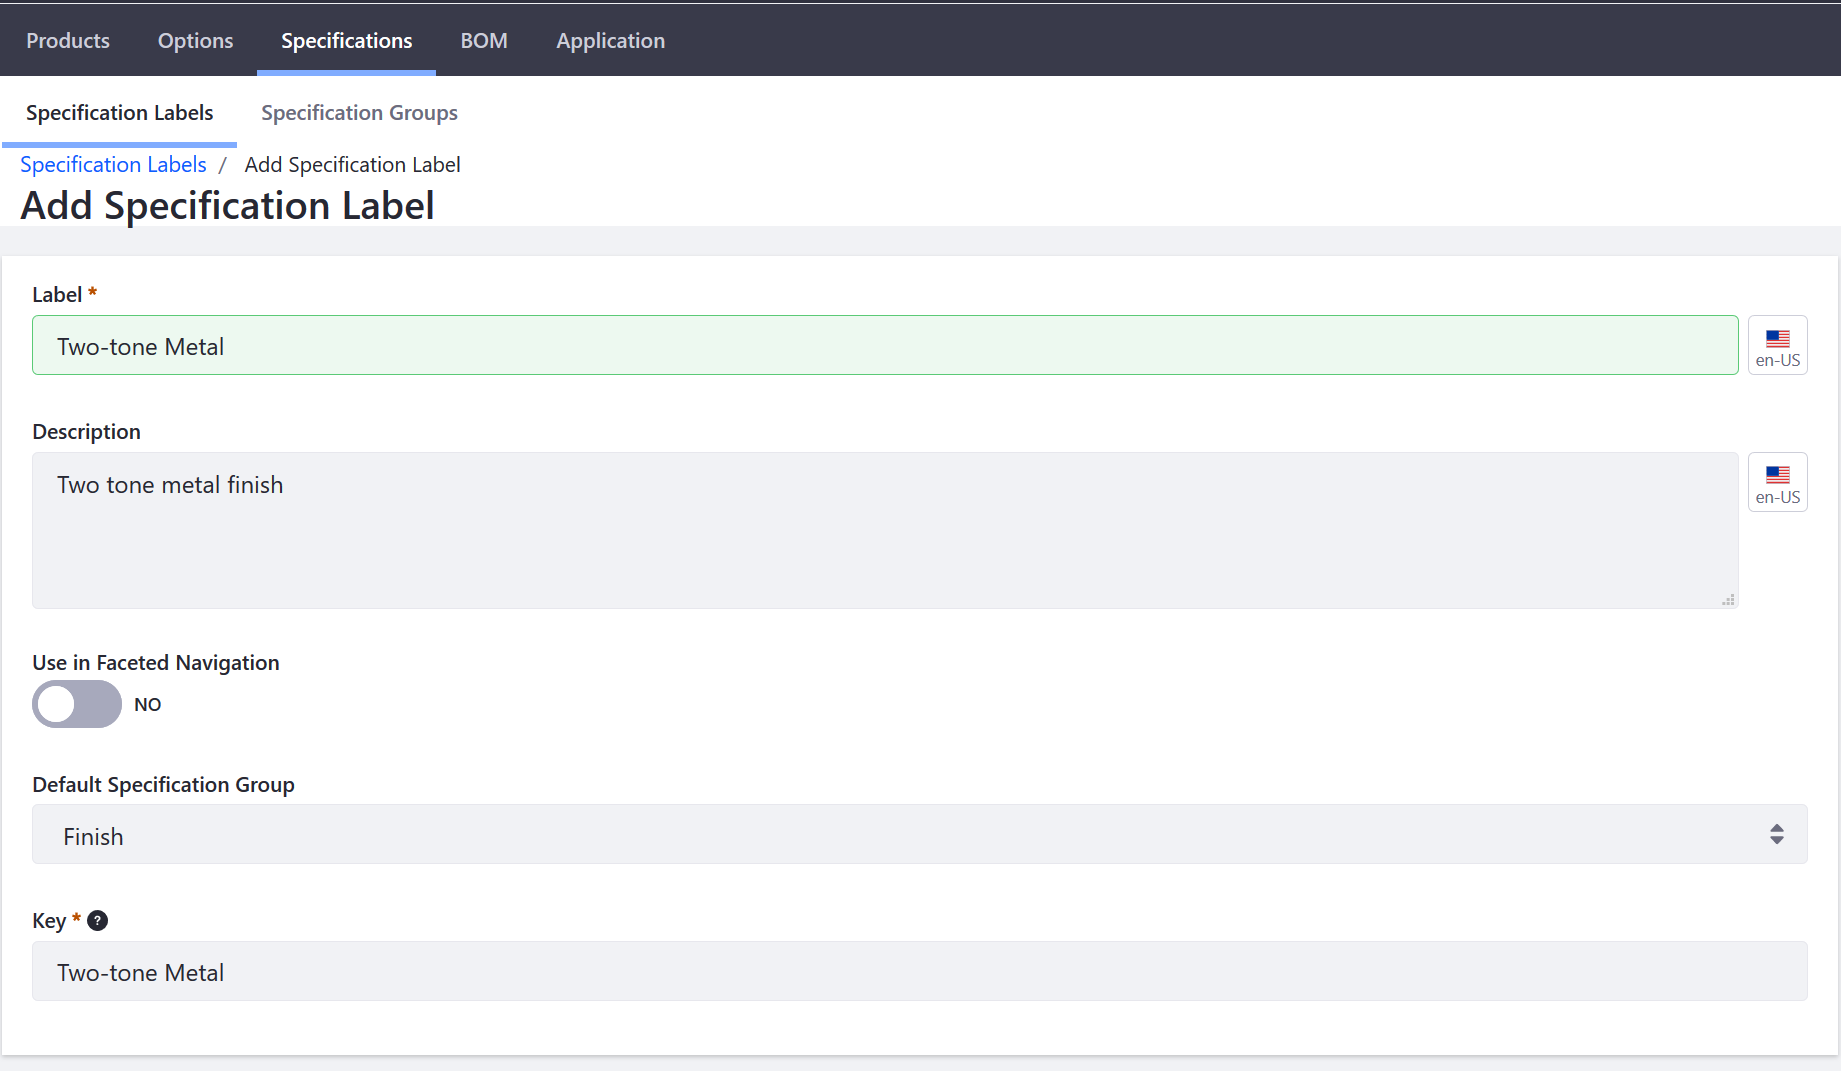 Products Options Specifications BOM Application
Specification Labels Specification Groups
Specification Labels / Add Specification Label
Add Specification Label
Label *
Two-tone Metal
en-US
Description
Two tone metal finish
en-US
Use in Faceted Navigation
NO
Default Specification Group
Finish
Key * ?
Two-tone Metal